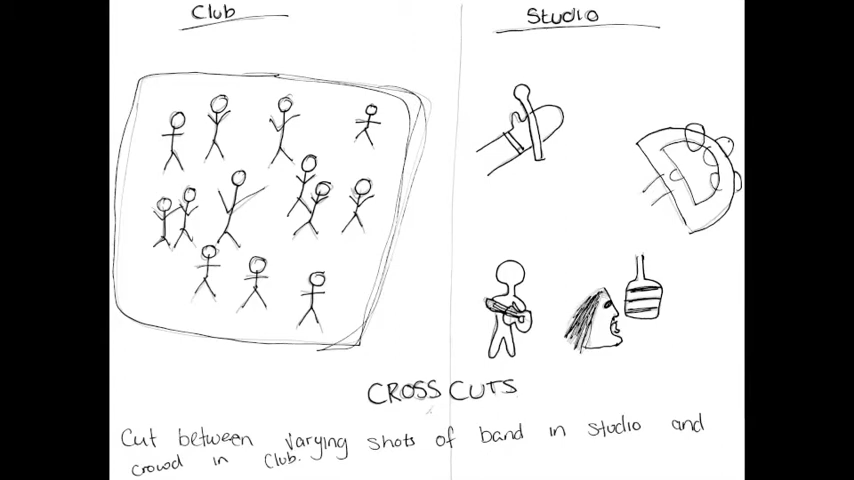 Club
Studio
CROSS CUTS
Cut between varying shots of band in studio and
crowd in Club.